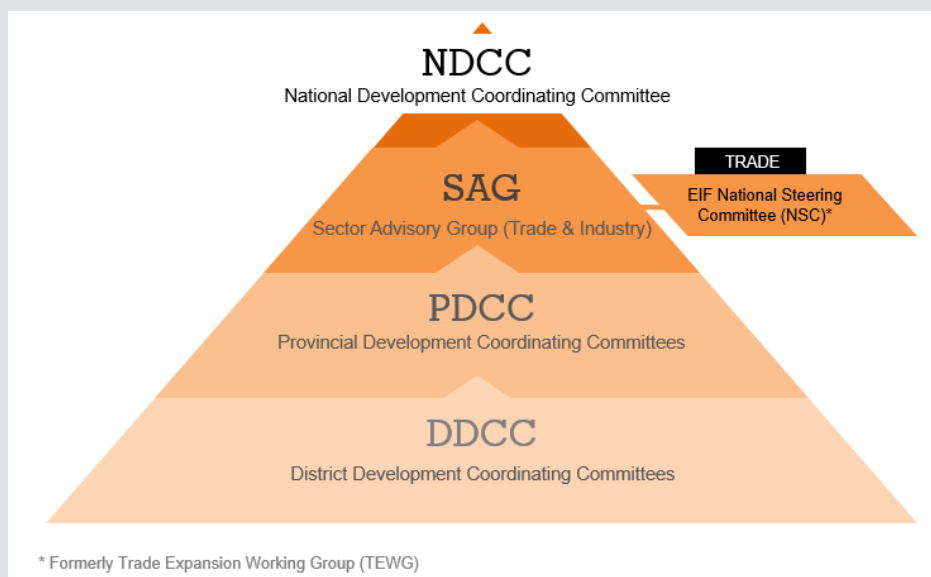 NDCC
National Development Coordinating Committee
TRADE
SAG
EIF National Steering
Committee (NSC)*
Sector Advisory Group (Trade & Industry)
PDCC
Provincial Development Coordinating Committees
DDCC
District Development Coordinating Committees
* Formerly Trade Expansion Working Group (TEWG)